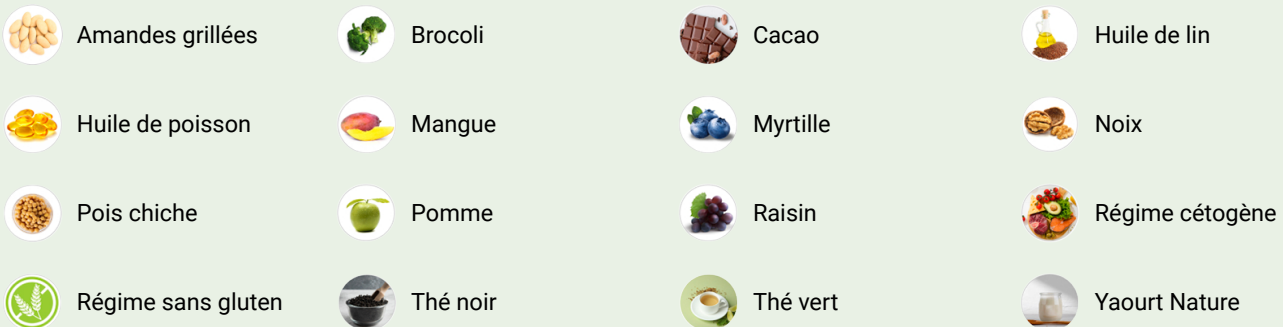 Amandes grillées
Brocoli
Cacao
Huile de lin
Huile de poisson
Mangue
Myrtille
Noix
Pois chiche
Pomme
Raisin
Régime cétogène
Régime sans gluten
Thé noir
Thé vert
Yaourt Nature